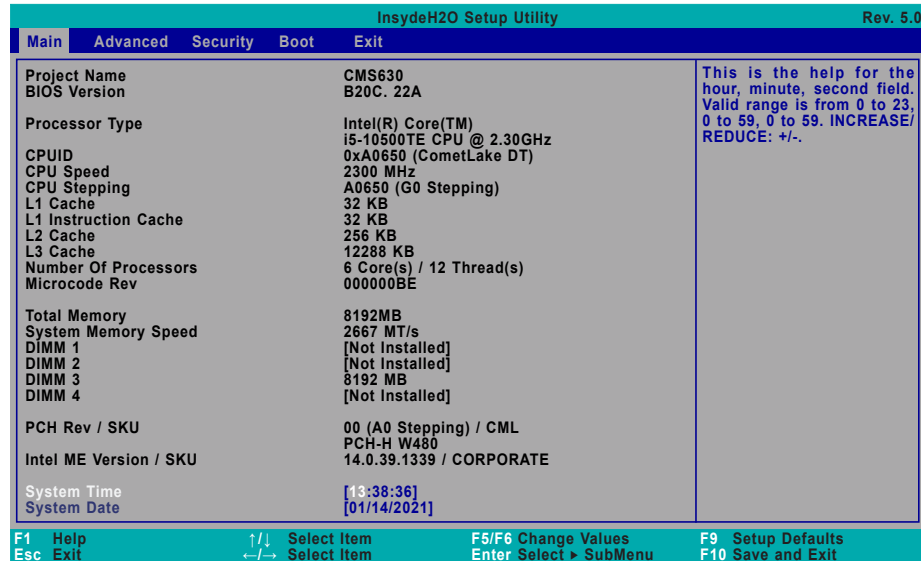 InsydeH2O Setup Utility Rev. 5.0
Main Advanced Security Boot Exit
Project Name CMS630
BIOS Version B20C. 22A
Processor Type Intel(R) Core(TM)
i5-10500TE CPU @ 2.30GHz
CPUID 0xA0650 (CometLake DT)
CPU Speed 2300 MHz
CPU Stepping A0650 (G0 Stepping)
L1 Cache 32 KB
L1 Instruction Cache 32 KB
L2 Cache 256 KB
L3 Cache 12288 KB
Number Of Processors 6 Core(s) / 12 Thread(s)
Microcode Rev 000000BE
Total Memory 8192MB
System Memory Speed 2667 MT/s
DIMM 1 [Not Installed]
DIMM 2 [Not Installed]
DIMM 3 8192 MB
DIMM 4 [Not Installed]
PCH Rev / SKU 00 (A0 Stepping) / CML
PCH-H W480
Intel ME Version / SKU 14.0.39.1339 / CORPORATE
System Time [13:38:36]
System Date [01/14/2021]
This is the help for the
hour, minute, second field.
Valid range is from 0 to 23,
0 to 59, 0 to 59. INCREASE/
REDUCE: +/-.
F1 Help ↑/↓ Select Item F5/F6 Change Values F9 Setup Defaults
Esc Exit ←/→ Select Item Enter Select ▸ SubMenu F10 Save and Exit